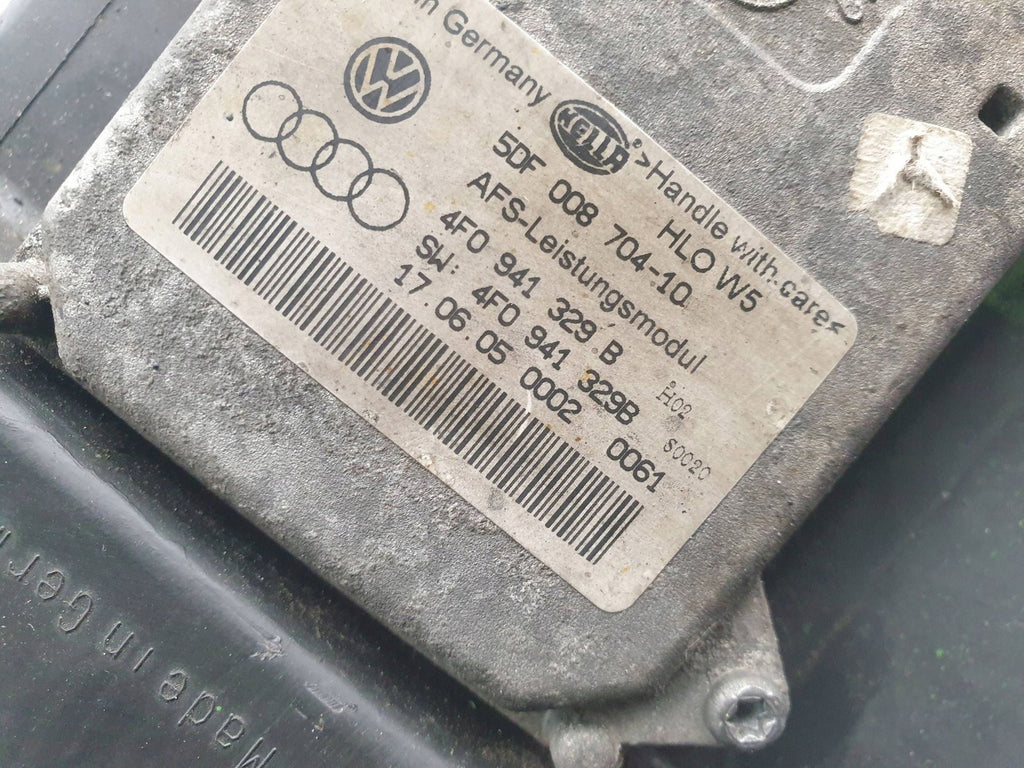 in Germany HELLA >Handle with care<
HLO W5
5DF 008 704-10
AFS-Leistungsmodul
4F0 941 329 B H02
SW: 4F0 941 329B S0020
17.06.05 0002 0061
Made in Ger